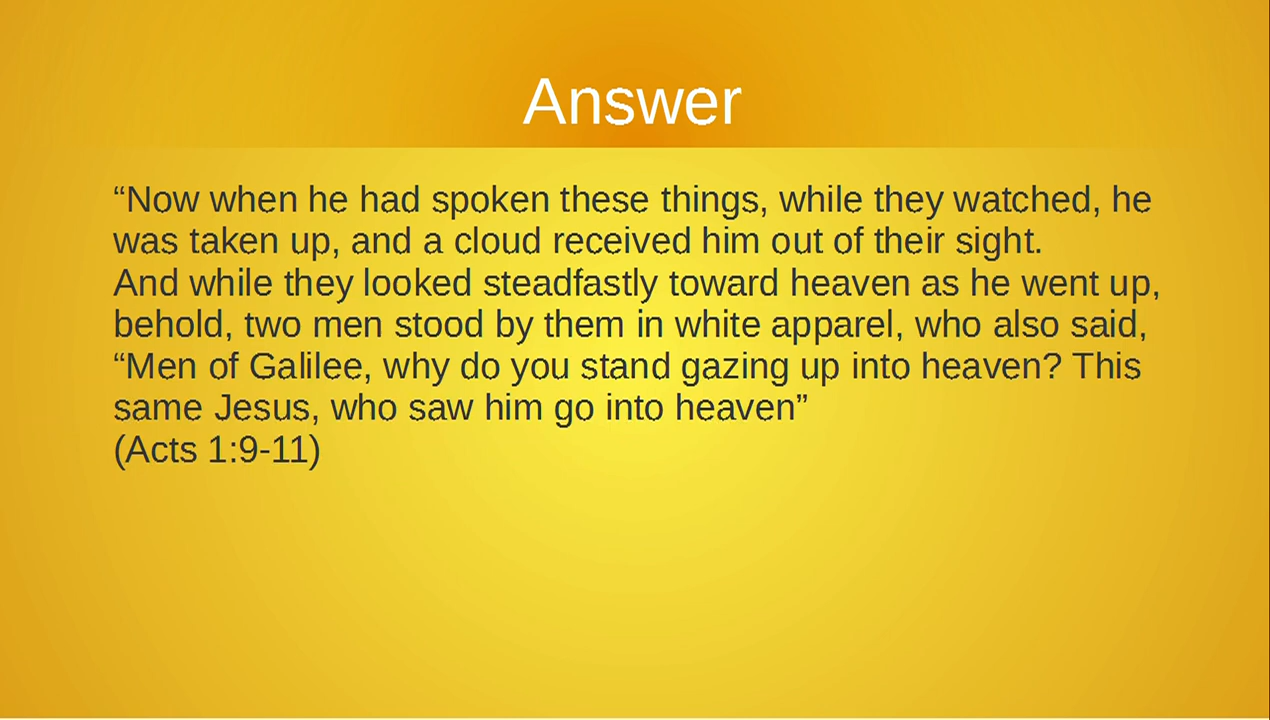 Answer
“Now when he had spoken these things, while they watched, he
was taken up, and a cloud received him out of their sight.
And while they looked steadfastly toward heaven as he went up,
behold, two men stood by them in white apparel, who also said,
“Men of Galilee, why do you stand gazing up into heaven? This
same Jesus, who saw him go into heaven”
(Acts 1:9-11)